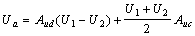 U_a = A_ud(U_1 − U_2) + (U_1 + U_2)/2 A_uc